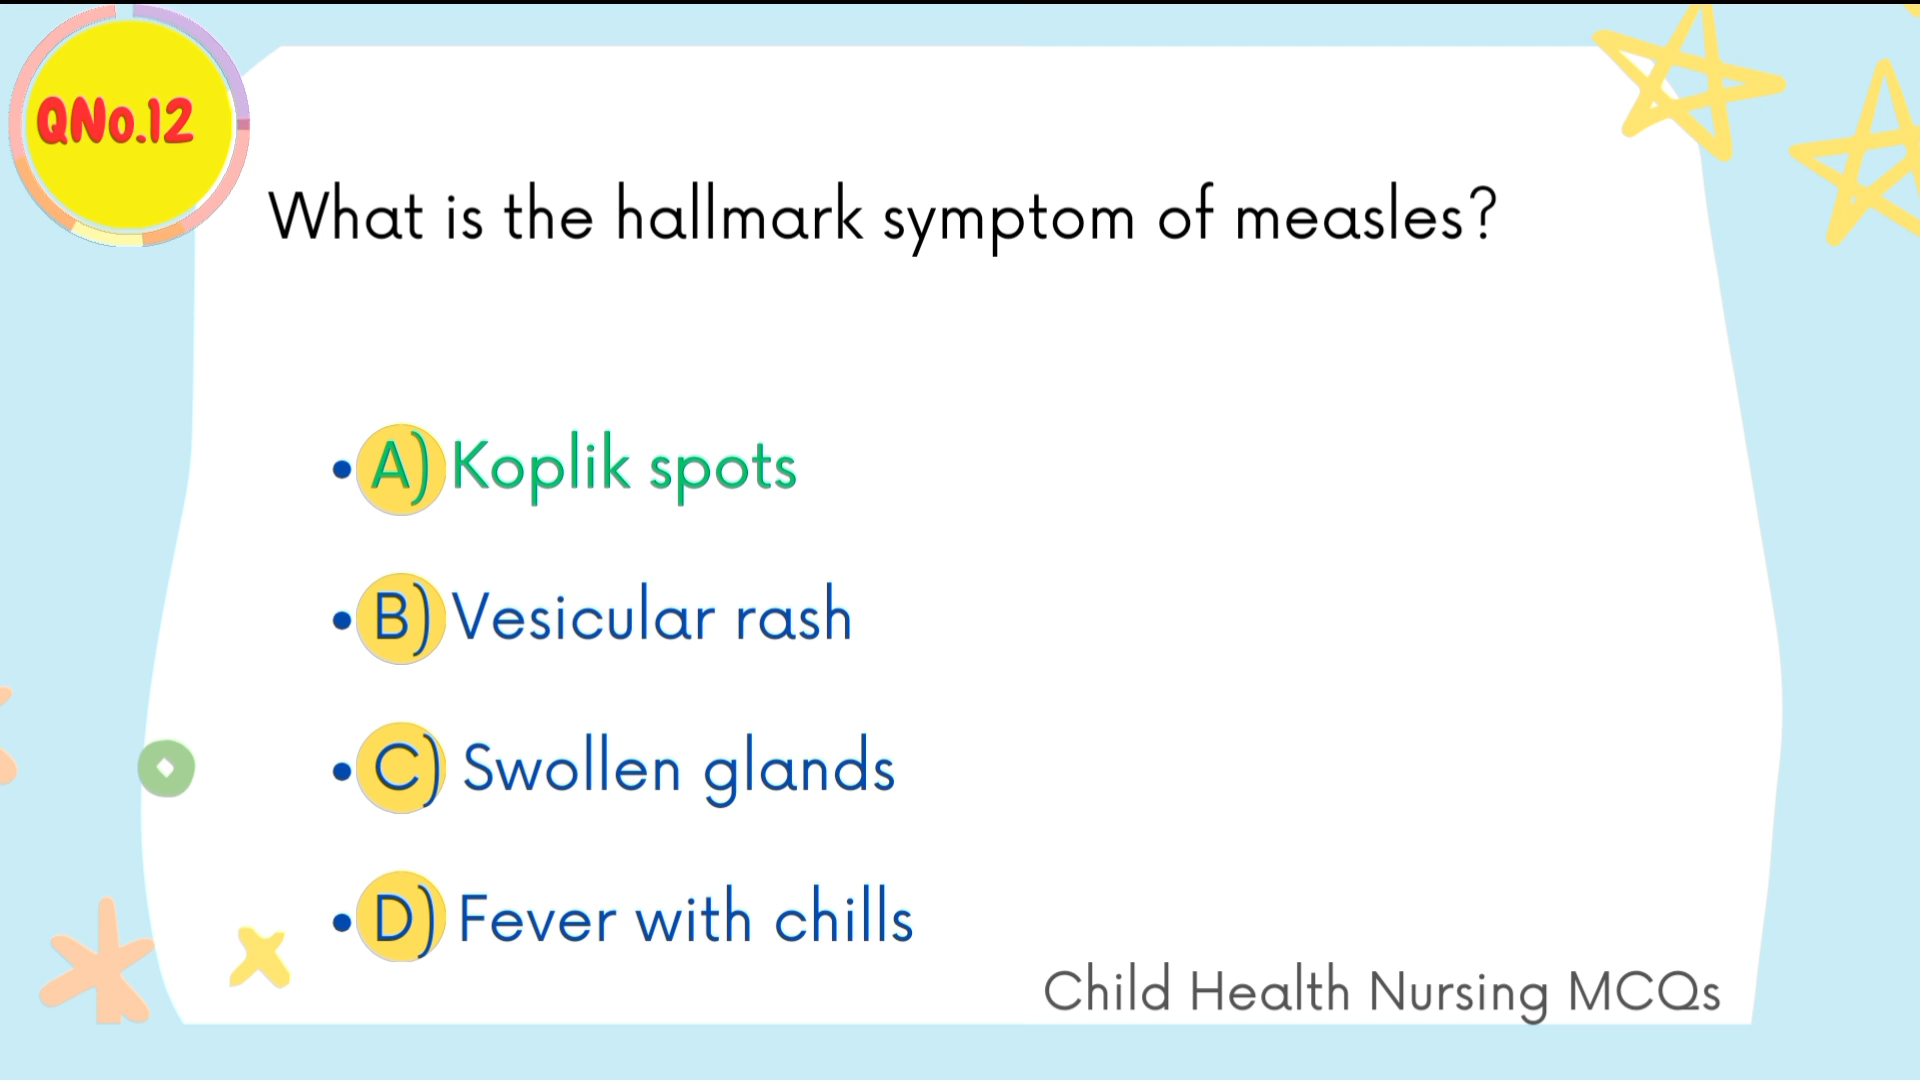 QNo.12
What is the hallmark symptom of measles?
• A) Koplik spots
• B) Vesicular rash
• C) Swollen glands
• D) Fever with chills
Child Health Nursing MCQs